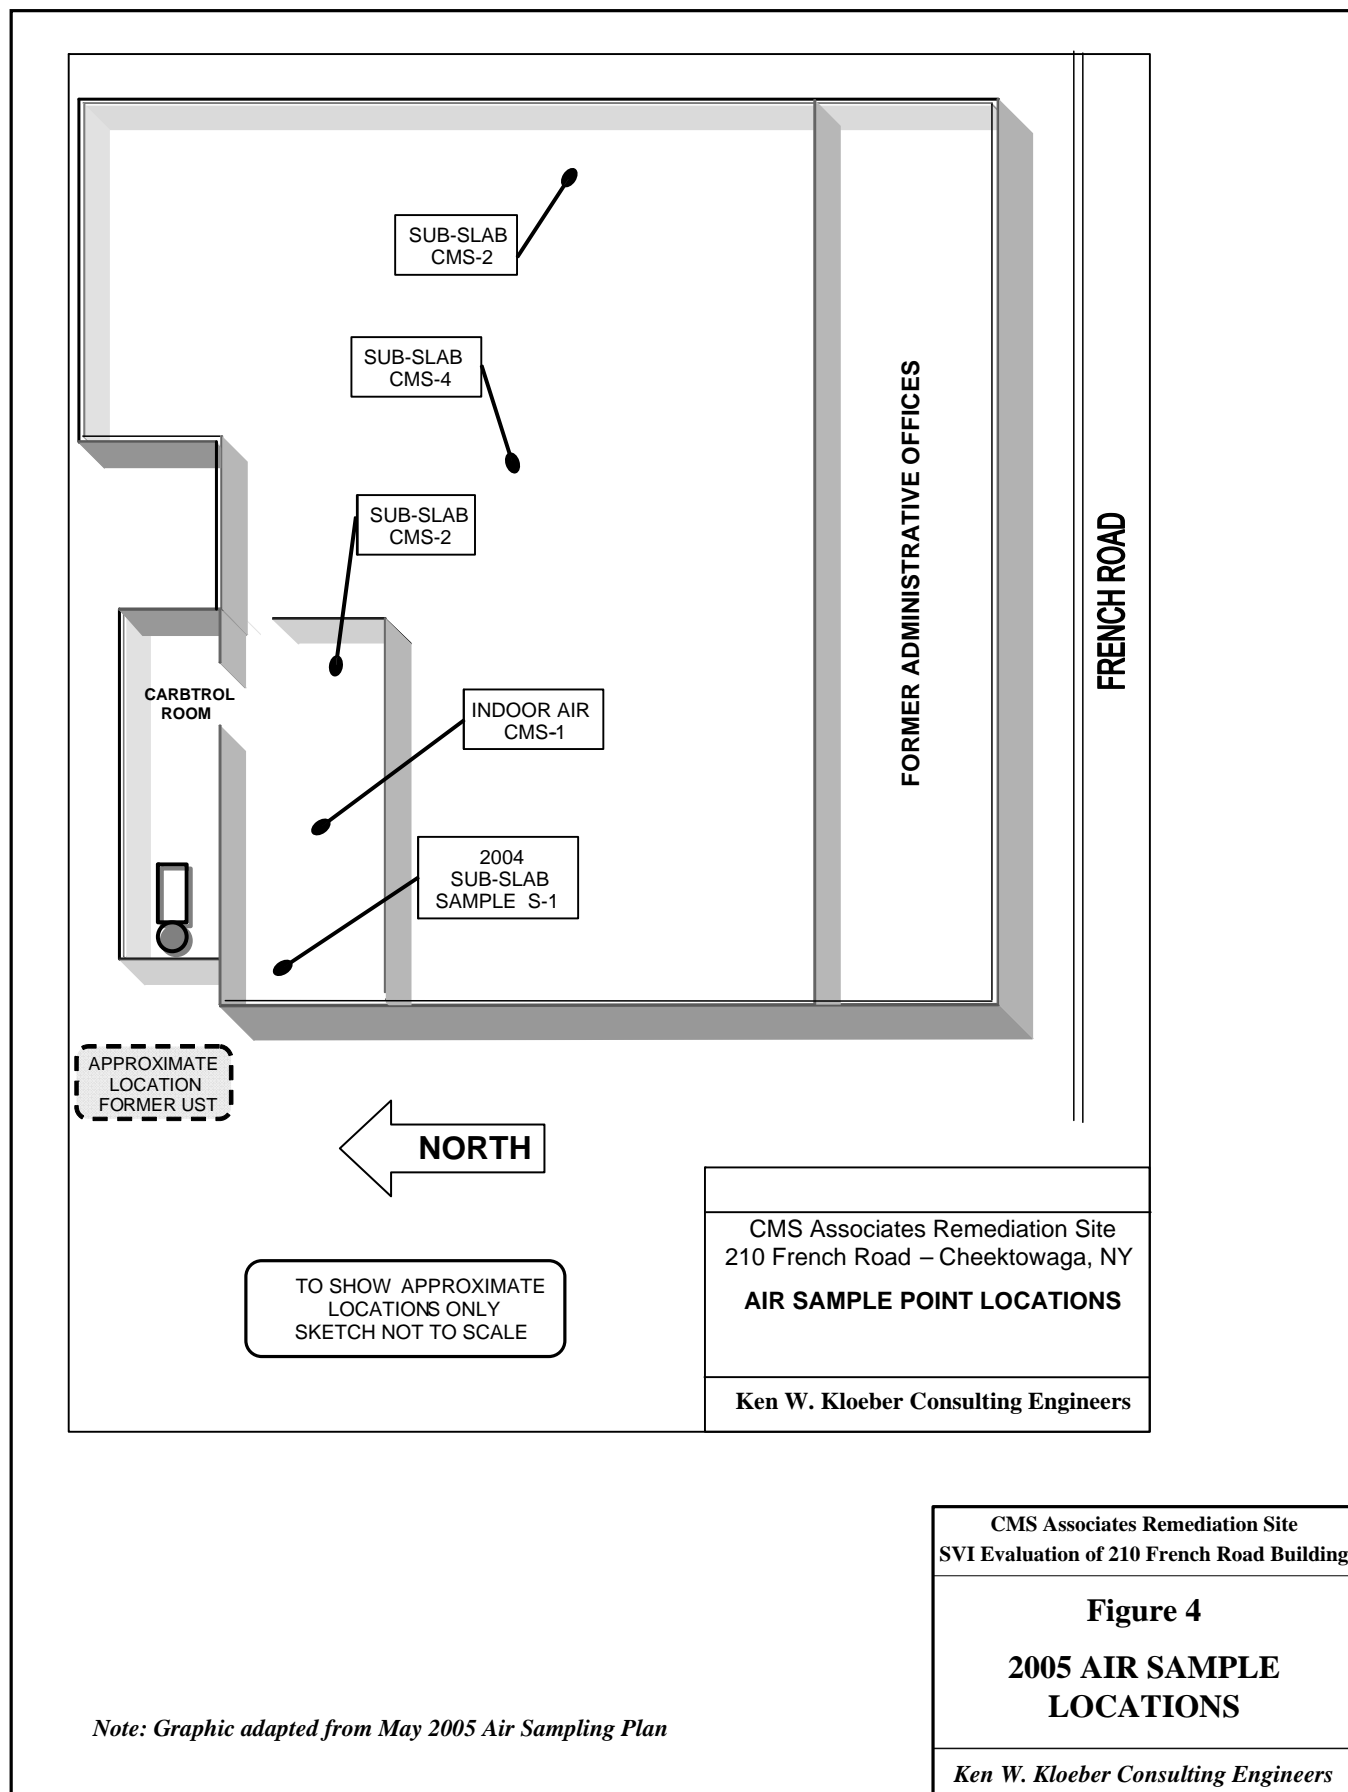 SUB-SLAB
CMS-2
SUB-SLAB
CMS-4
SUB-SLAB
CMS-2
CARBTROL
ROOM
INDOOR AIR
CMS-1
2004
SUB-SLAB
SAMPLE S-1
FORMER ADMINISTRATIVE OFFICES
FRENCH ROAD
APPROXIMATE
LOCATION
FORMER UST
NORTH
TO SHOW APPROXIMATE
LOCATIONS ONLY
SKETCH NOT TO SCALE
CMS Associates Remediation Site
210 French Road – Cheektowaga, NY
AIR SAMPLE POINT LOCATIONS
Ken W. Kloeber Consulting Engineers
Note: Graphic adapted from May 2005 Air Sampling Plan
CMS Associates Remediation Site
SVI Evaluation of 210 French Road Building
Figure 4
2005 AIR SAMPLE
LOCATIONS
Ken W. Kloeber Consulting Engineers